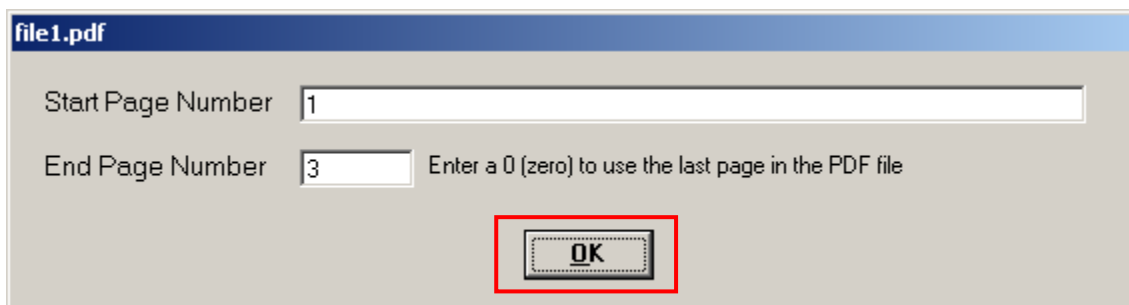 file1.pdf
Start Page Number 1
End Page Number 3 Enter a 0 (zero) to use the last page in the PDF file
OK